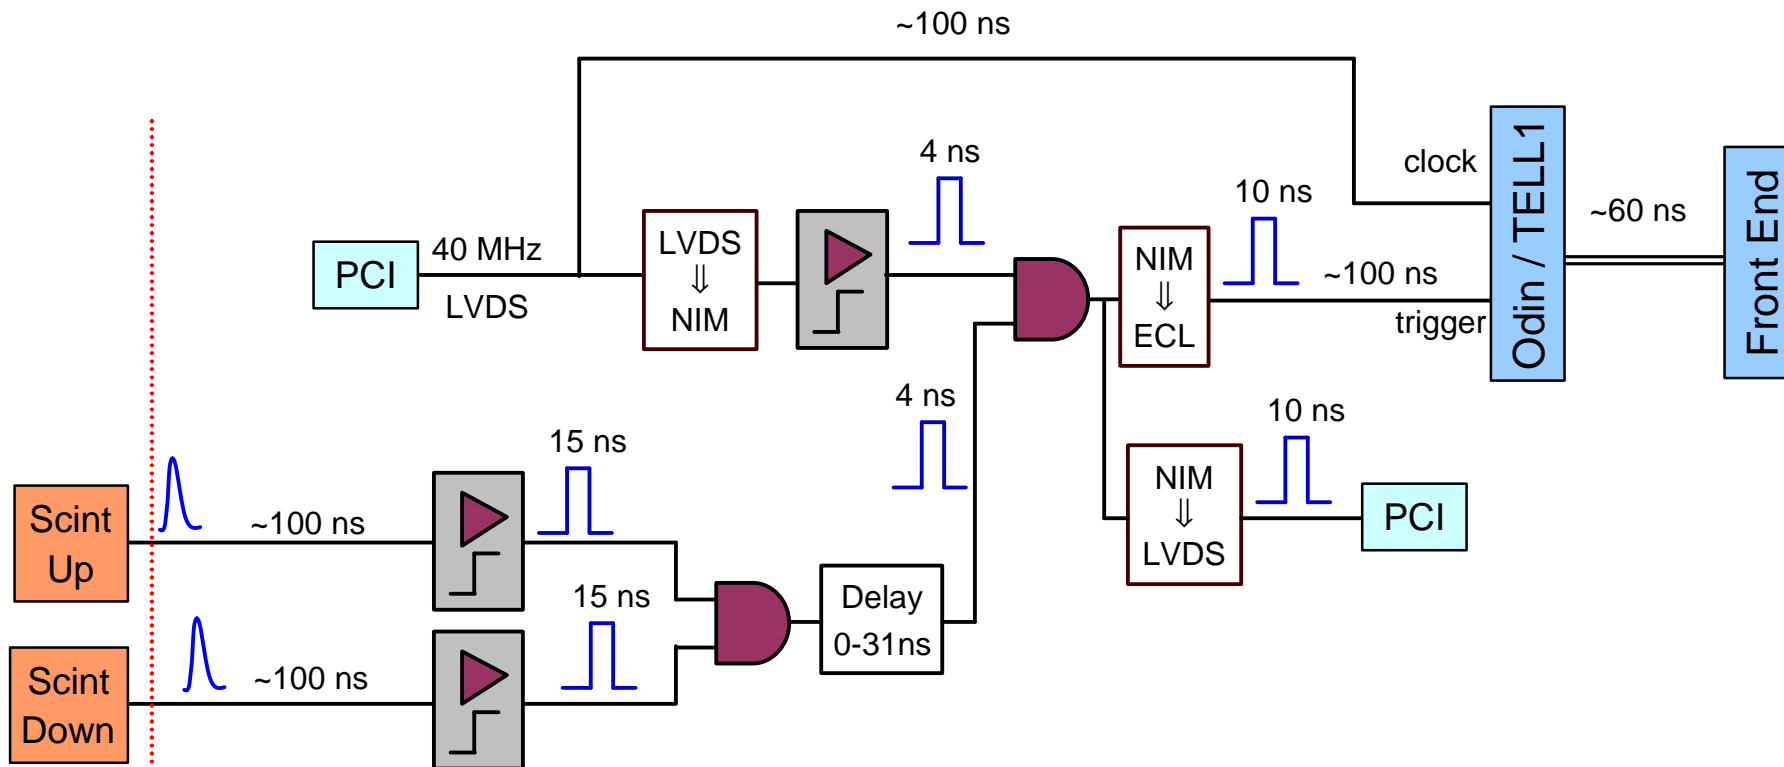 ~100 ns
4 ns
clock
10 ns
Odin / TELL1
~60 ns
Front End
PCI
40 MHz
LVDS
LVDS
⇓
NIM
NIM
⇓
ECL
~100 ns
trigger
4 ns
10 ns
15 ns
NIM
⇓
LVDS
PCI
Scint
Up
~100 ns
15 ns
Delay
0-31ns
Scint
Down
~100 ns